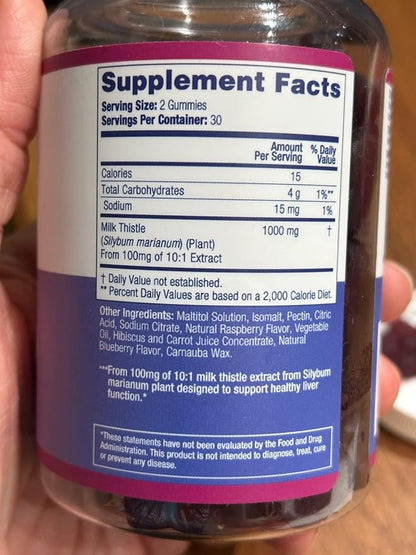 Supplement Facts
Serving Size: 2 Gummies
Servings Per Container: 30
Amount % Daily
Per Serving Value
Calories 15
Total Carbohydrates 4 g 1%**
Sodium 15 mg 1%
Milk Thistle 1000 mg †
(Silybum marianum) (Plant)
From 100mg of 10:1 Extract
† Daily Value not established.
** Percent Daily Values are based on a 2,000 Calorie Diet.
Other Ingredients: Maltitol Solution, Isomalt, Pectin, Citric
Acid, Sodium Citrate, Natural Raspberry Flavor, Vegetable
Oil, Hibiscus and Carrot Juice Concentrate, Natural
Blueberry Flavor, Carnauba Wax.
***From 100mg of 10:1 milk thistle extract from Silybum
marianum plant designed to support healthy liver
function.*
*These statements have not been evaluated by the Food and Drug
Administration. This product is not intended to diagnose, treat, cure
or prevent any disease.